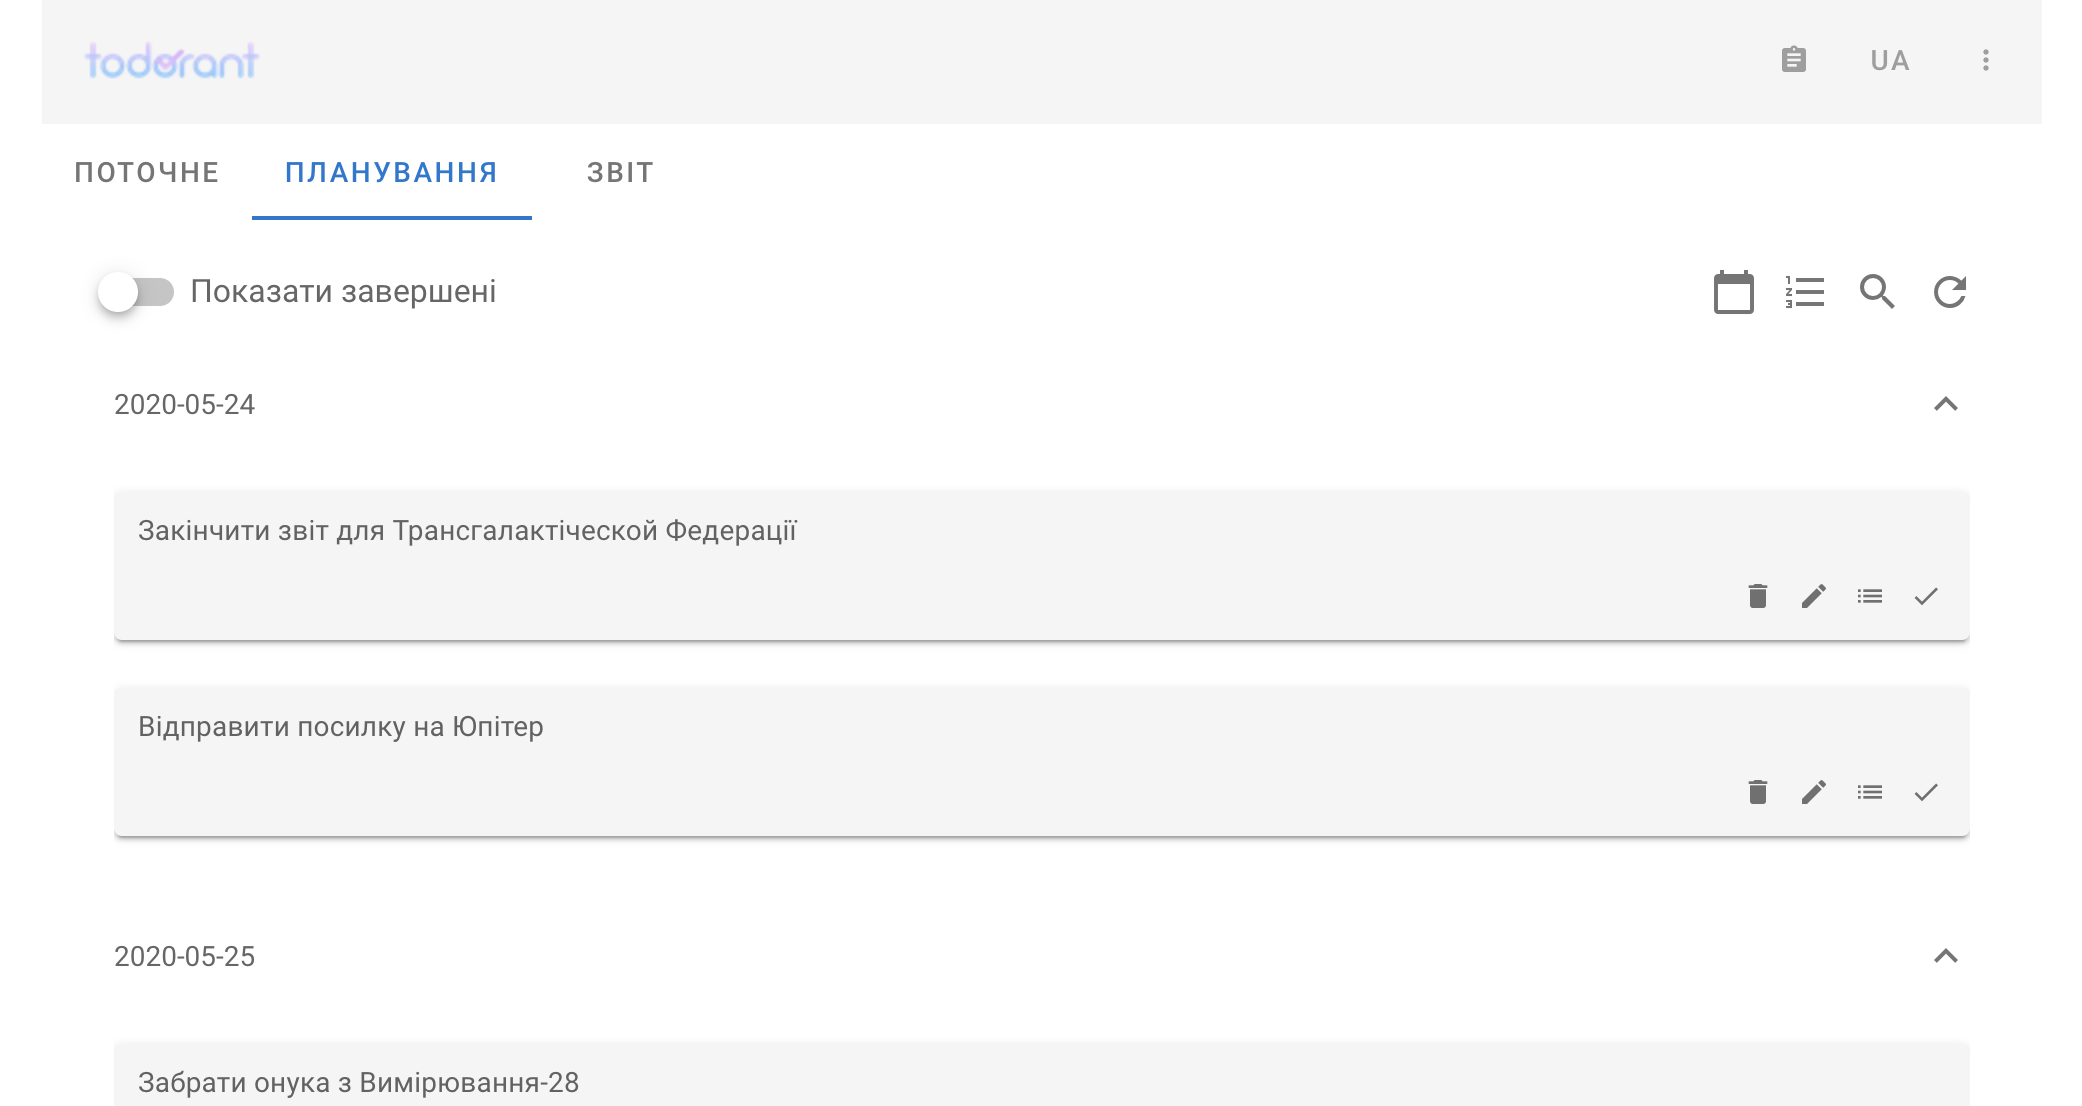 todorant
UA
ПОТОЧНЕ
ПЛАНУВАННЯ
ЗВІТ
Показати завершені
2020-05-24
Закінчити звіт для Трансгалактіческой Федерації
Відправити посилку на Юпітер
2020-05-25
Забрати онука з Вимірювання-28